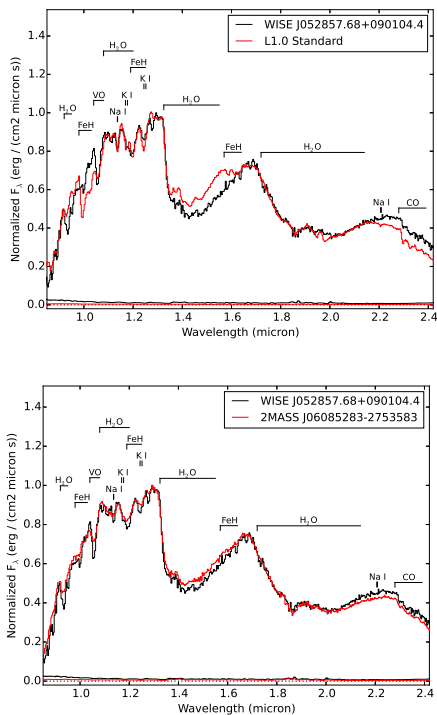 1.4
WISE J052857.68+090104.4
L1.0 Standard
1.2
H₂O
FeH
K I
1.0
VO
H₂O
H₂O
Na I
K I
FeH
0.8
FeH
H₂O
0.6
Na I
CO
0.4
0.2
0.0
Normalized F_λ (erg / (cm2 micron s))
1.0 1.2 1.4 1.6 1.8 2.0 2.2 2.4
Wavelength (micron)
1.4
WISE J052857.68+090104.4
2MASS J06085283-2753583
H₂O
1.2
FeH
K I
1.0
VO
K I
H₂O
H₂O
Na I
FeH
0.8
FeH
H₂O
0.6
Na I
CO
0.4
0.2
0.0
Normalized F_λ (erg / (cm2 micron s))
1.0 1.2 1.4 1.6 1.8 2.0 2.2 2.4
Wavelength (micron)